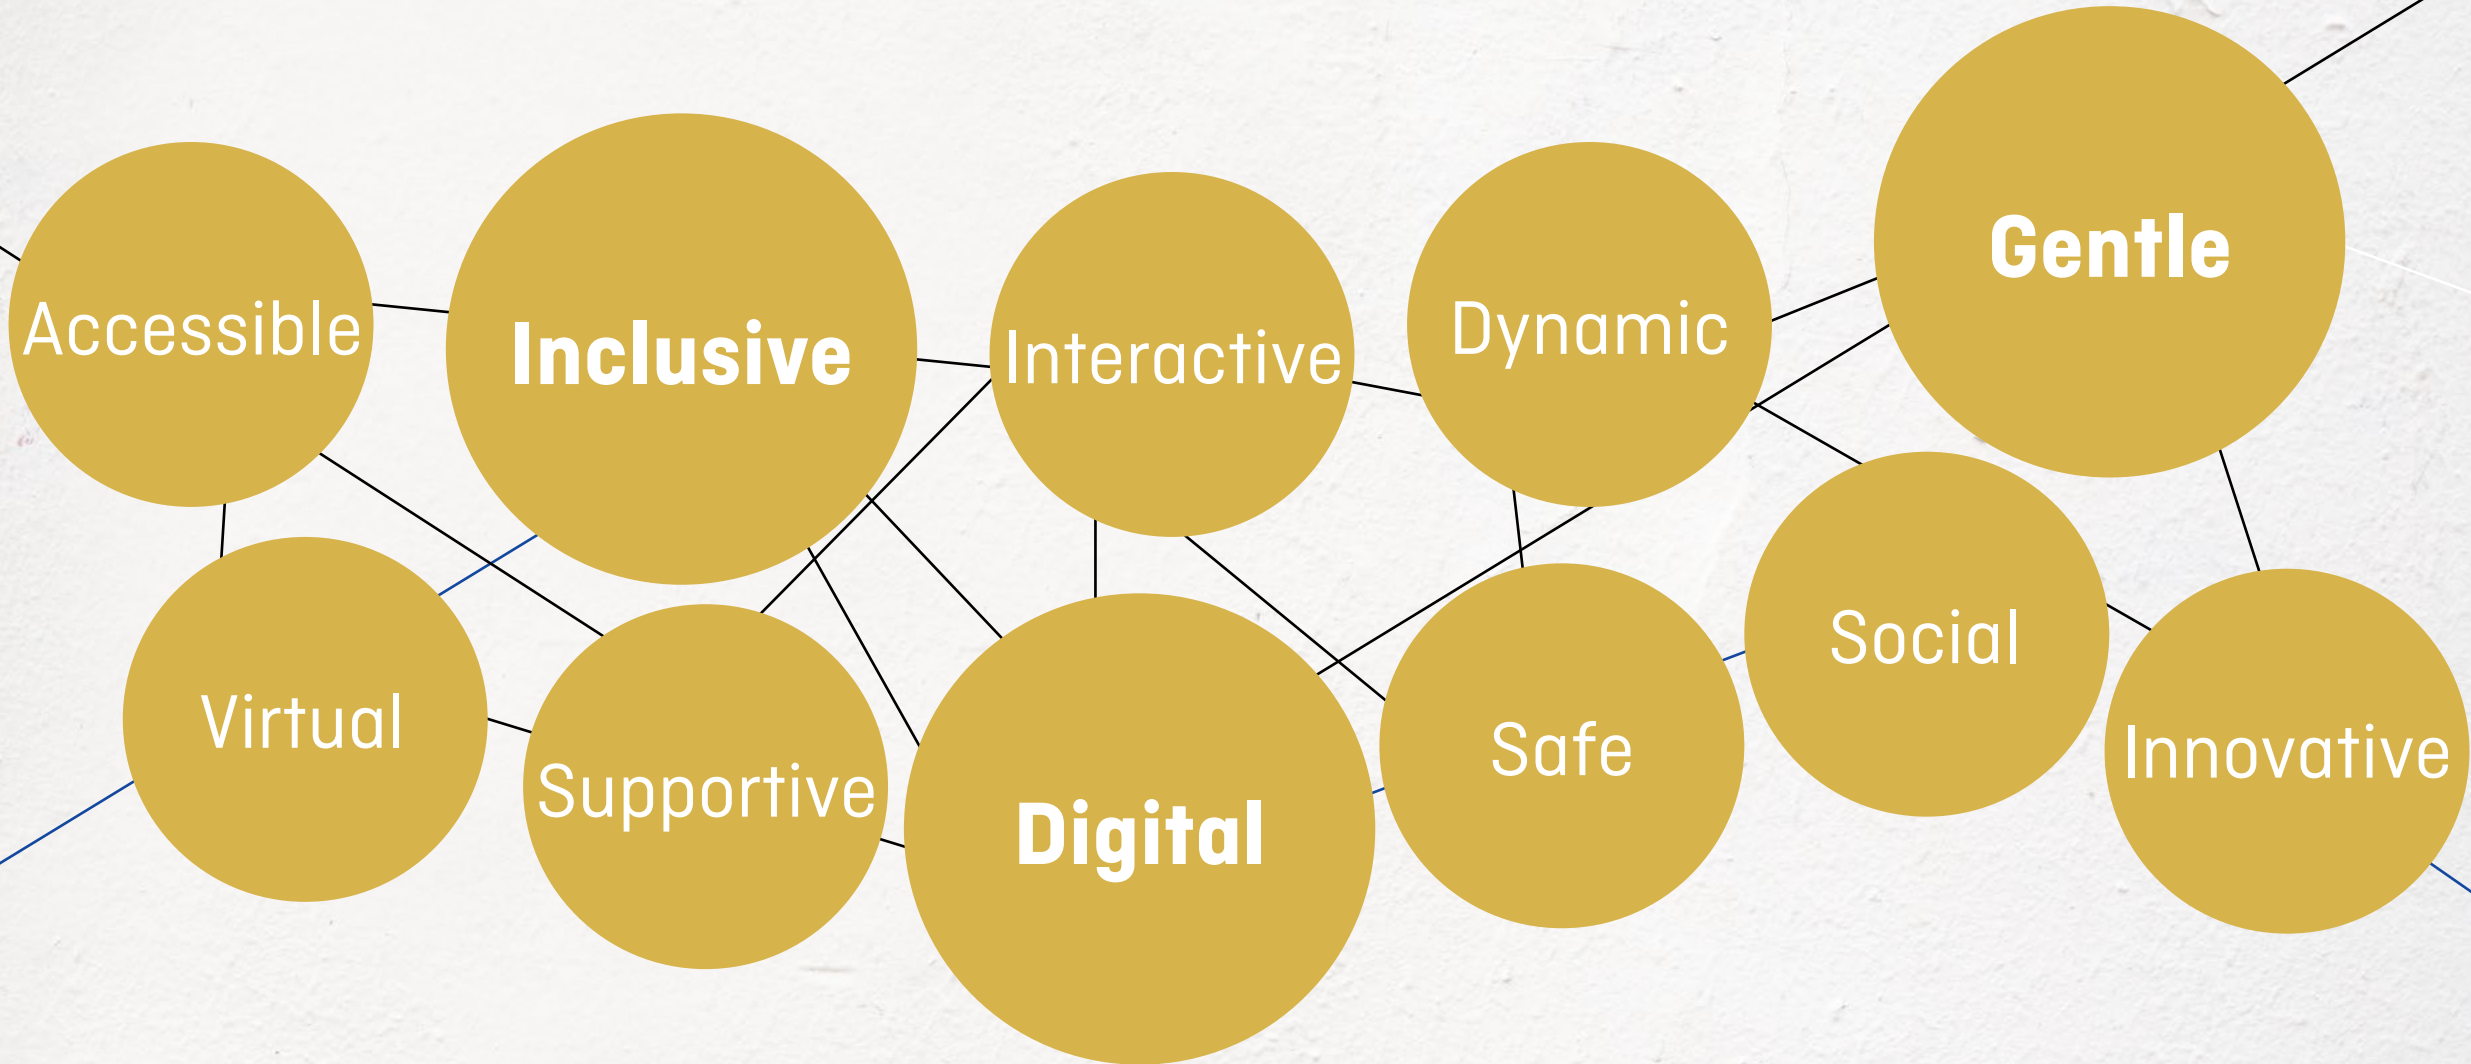 Accessible
Inclusive
Interactive
Dynamic
Gentle
Virtual
Supportive
Digital
Safe
Social
Innovative